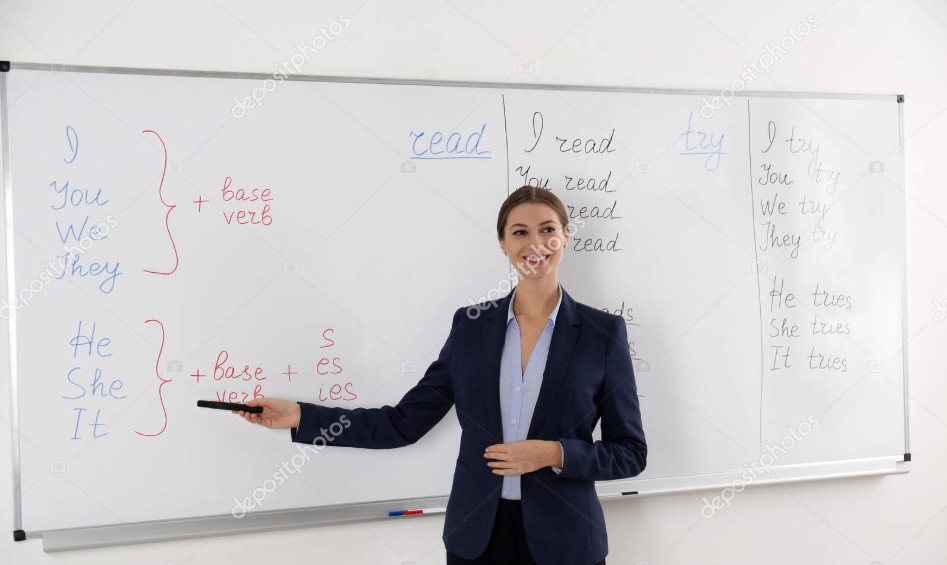 I
You
We
They
+ base
verb
He
She
It
+ base +
verb
s
es
ies
read
I read
You read
read
read
try
I try
You try
We try
They try
He tries
She tries
It tries
depositphotos